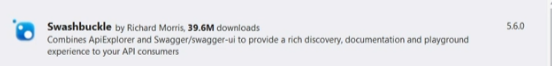 Swashbuckle by Richard Morris, 39.6M downloads 5.6.0
Combines ApiExplorer and Swagger/swagger-ui to provide a rich discovery, documentation and playground
experience to your API consumers